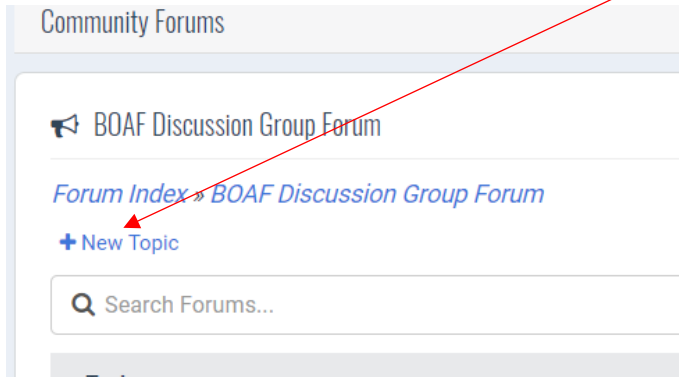 Community Forums
BOAF Discussion Group Forum
Forum Index » BOAF Discussion Group Forum
+ New Topic
Search Forums...